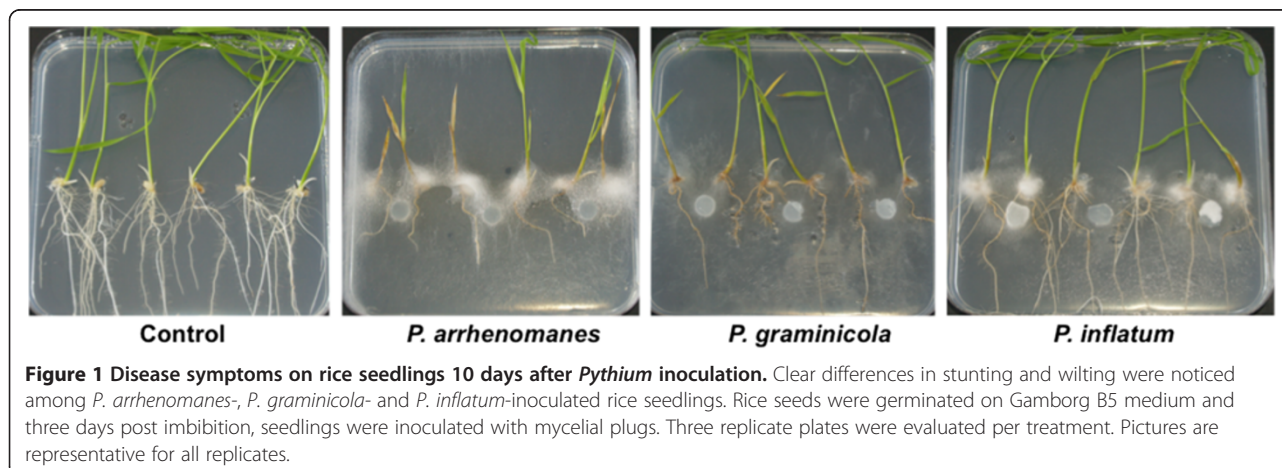 Control
P. arrhenomanes
P. graminicola
P. inflatum
Figure 1 Disease symptoms on rice seedlings 10 days after Pythium inoculation. Clear differences in stunting and wilting were noticed
among P. arrhenomanes-, P. graminicola- and P. inflatum-inoculated rice seedlings. Rice seeds were germinated on Gamborg B5 medium and
three days post imbibition, seedlings were inoculated with mycelial plugs. Three replicate plates were evaluated per treatment. Pictures are
representative for all replicates.